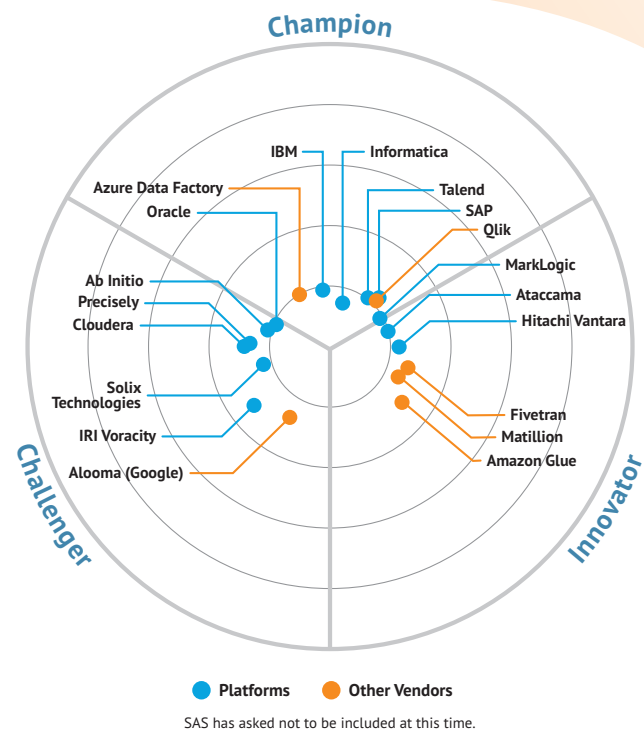 Champion
IBM
Informatica
Azure Data Factory
Talend
Oracle
SAP
Qlik
MarkLogic
Ab Initio
Ataccama
Precisely
Hitachi Vantara
Cloudera
Solix
Technologies
Fivetran
IRI Voracity
Matillion
Amazon Glue
Alooma (Google)
Challenger
Innovator
Platforms
Other Vendors
SAS has asked not to be included at this time.